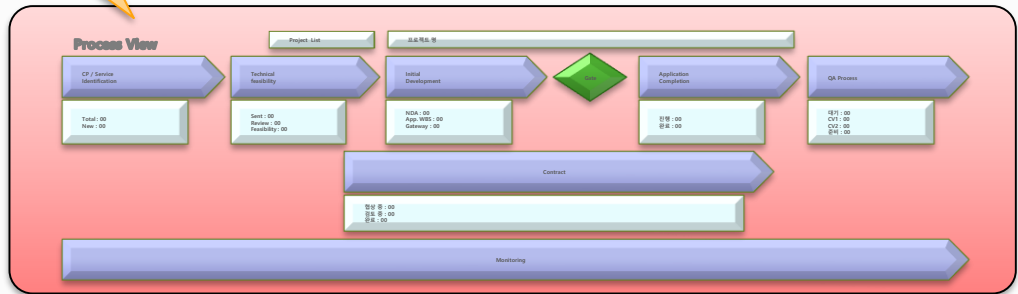 Process View
Project List
프로젝트 명
CP / Service
Identification
Technical
feasibility
Initial
Development
Gate
Application
Completion
QA Process
Total : 00
New : 00
Sent : 00
Review : 00
Feasibility : 00
NDA : 00
App. WBS : 00
Gateway : 00
진행 : 00
완료 : 00
대기 : 00
CV1 : 00
CV2 : 00
준비 : 00
Contract
협상 중 : 00
검토 중 : 00
완료 : 00
Monitoring